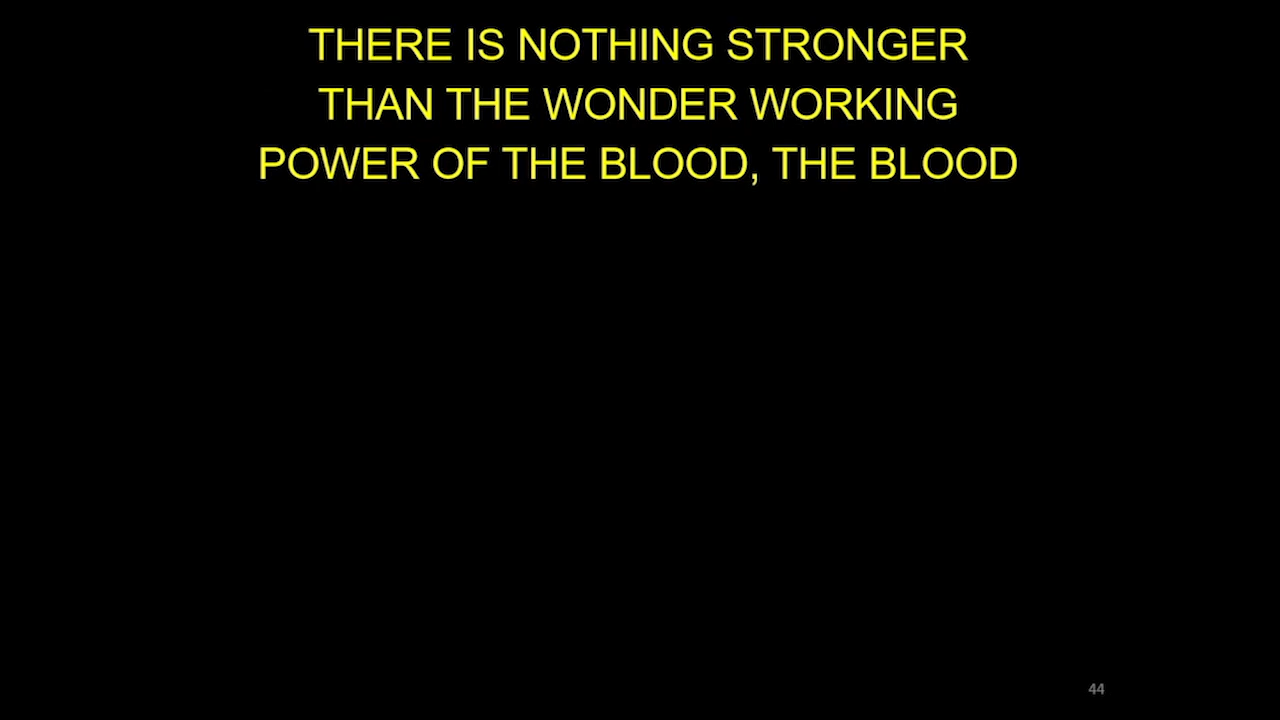 THERE IS NOTHING STRONGER
THAN THE WONDER WORKING
POWER OF THE BLOOD, THE BLOOD
44